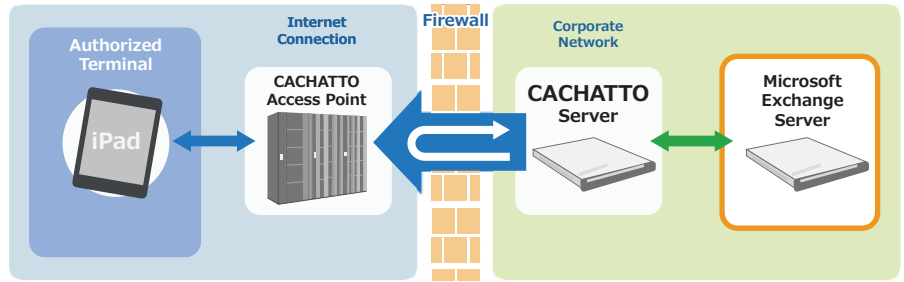 Authorized
Terminal
iPad
Internet
Connection
CACHATTO
Access Point
Firewall
Corporate
Network
CACHATTO
Server
Microsoft
Exchange
Server